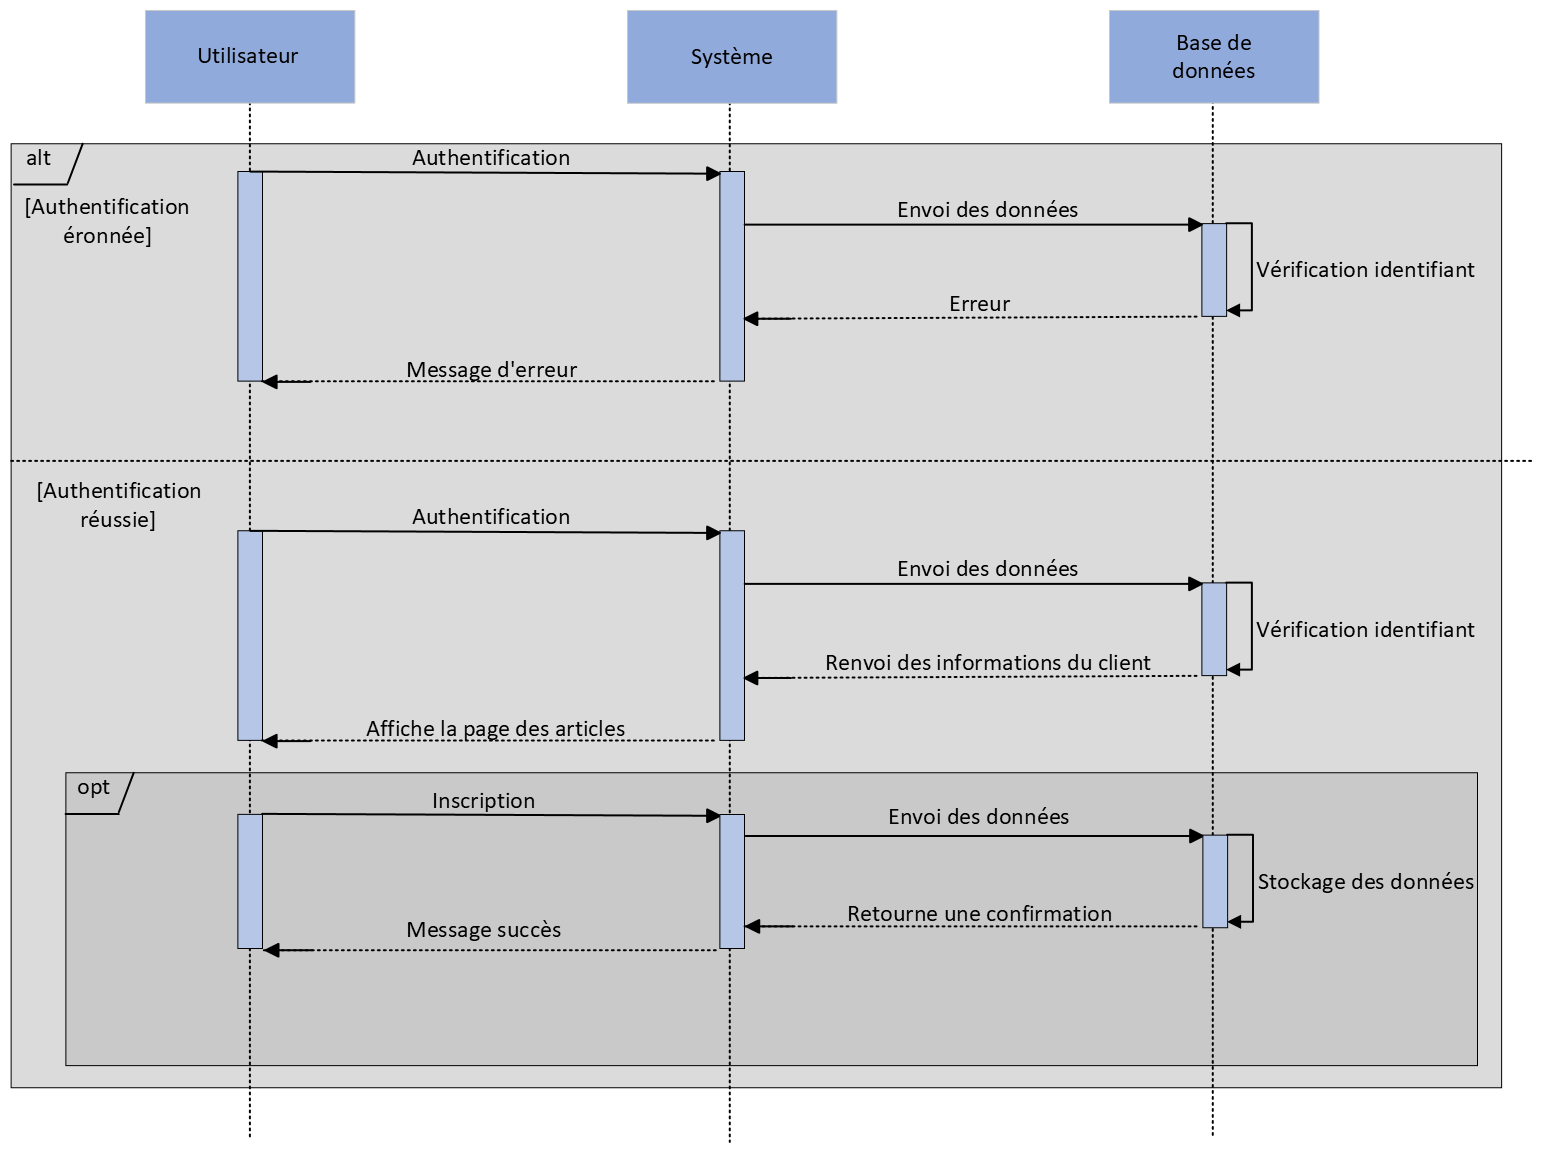 Utilisateur
Système
Base de
données
alt
Authentification
[Authentification
éronnée]
Envoi des données
Vérification identifiant
Erreur
Message d'erreur
[Authentification
réussie]
Authentification
Envoi des données
Vérification identifiant
Renvoi des informations du client
Affiche la page des articles
opt
Inscription
Envoi des données
Stockage des données
Retourne une confirmation
Message succès